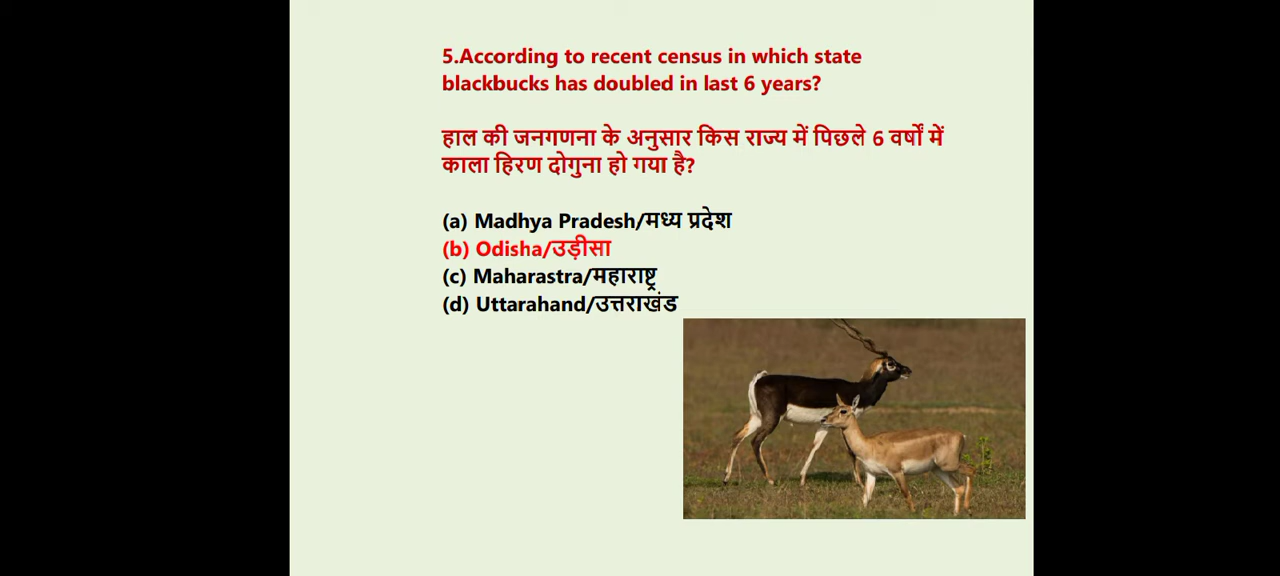 5.According to recent census in which state
blackbucks has doubled in last 6 years?
हाल की जनगणना के अनुसार किस राज्य में पिछले 6 वर्षों में
काला हिरण दोगुना हो गया है?
(a) Madhya Pradesh/मध्य प्रदेश
(b) Odisha/उड़ीसा
(c) Maharastra/महाराष्ट्र
(d) Uttarahand/उत्तराखंड